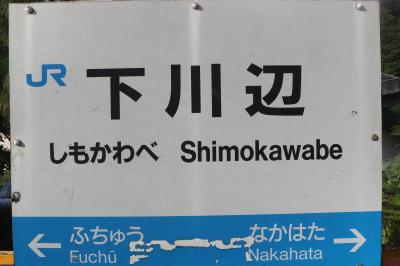 JR 下川辺
しもかわべ Shimokawabe
ふちゅう なかはた
Fuchū Nakahata